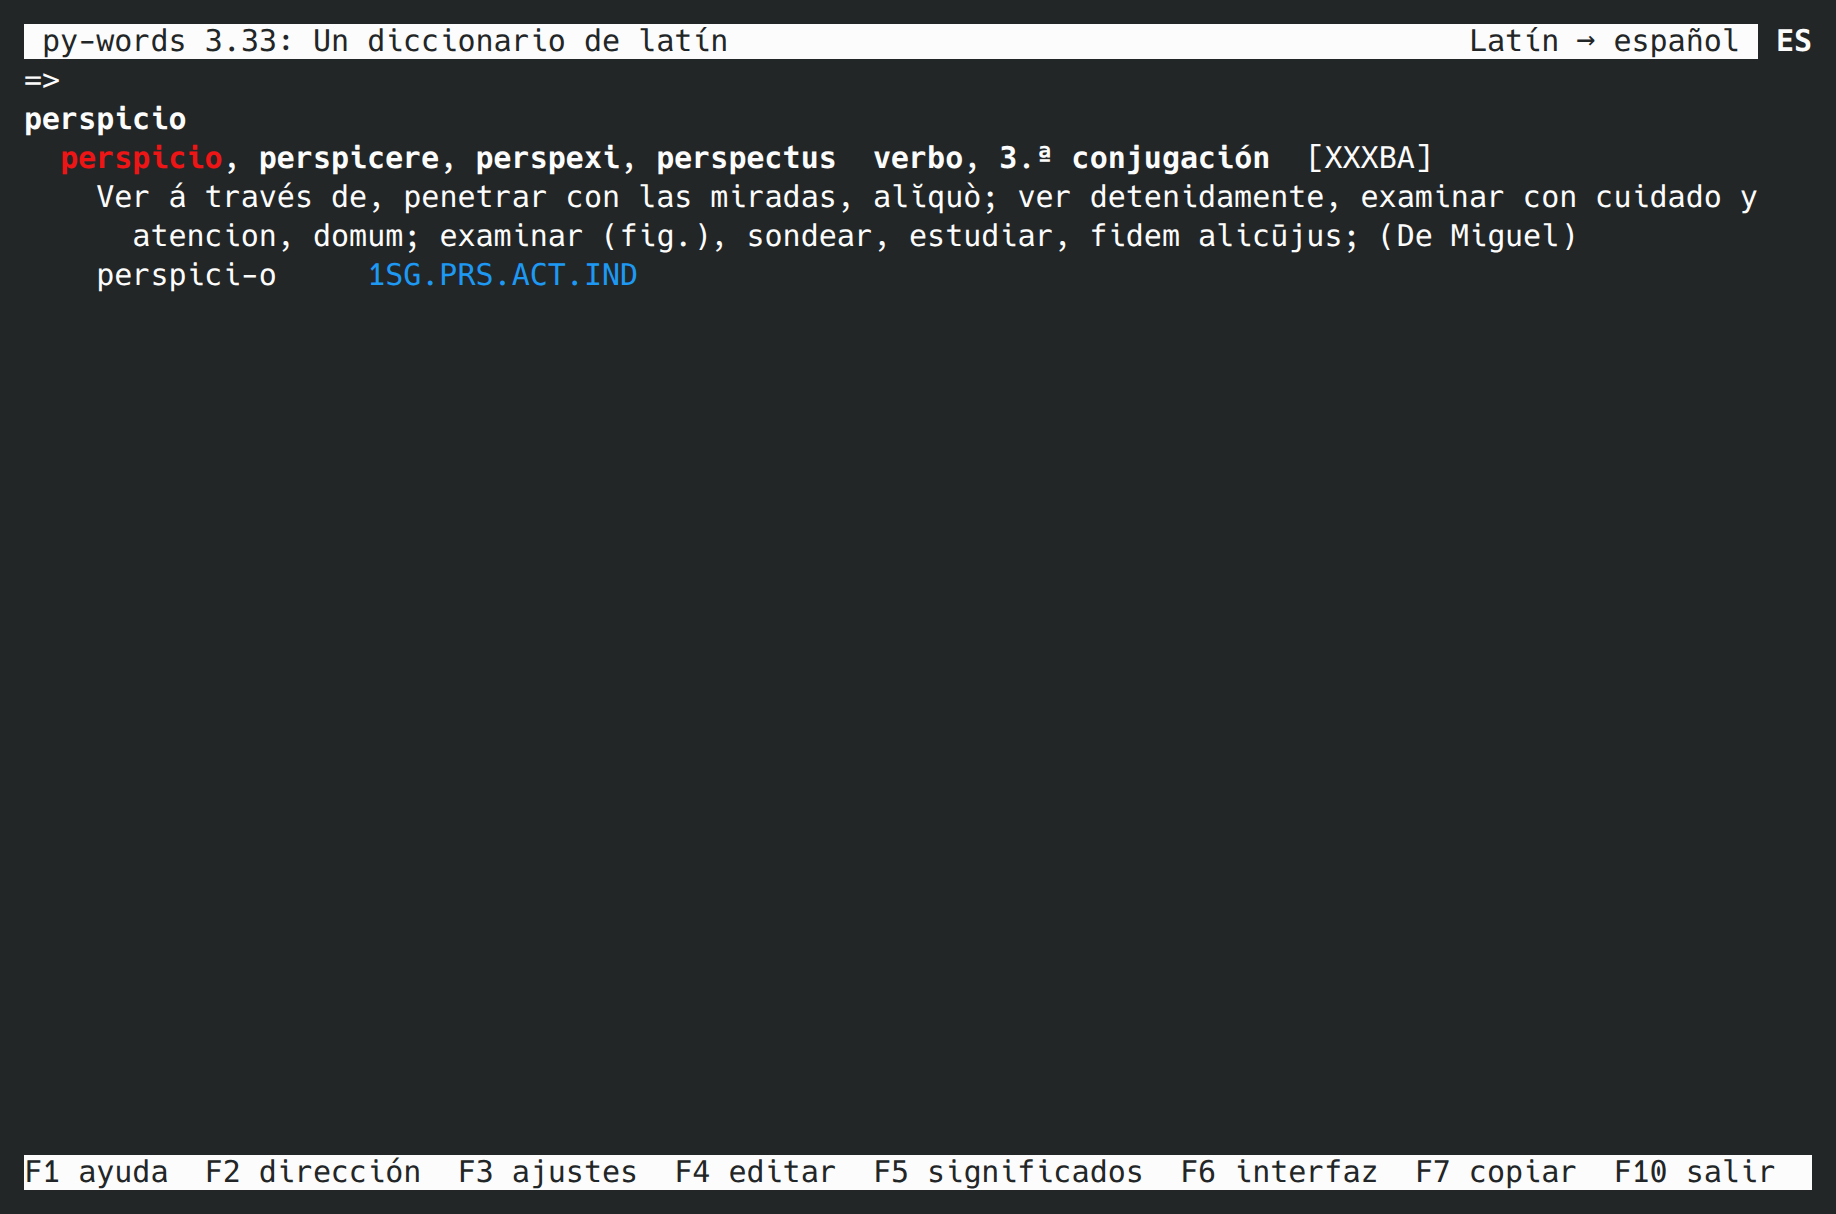 py-words 3.33: Un diccionario de latín Latín → español ES
=>
perspicio
perspicio, perspicere, perspexi, perspectus verbo, 3.ª conjugación [XXXBA]
Ver á través de, penetrar con las miradas, alĭquò; ver detenidamente, examinar con cuidado y
atencion, domum; examinar (fig.), sondear, estudiar, fidem alicūjus; (De Miguel)
perspici-o 1SG.PRS.ACT.IND
F1 ayuda F2 dirección F3 ajustes F4 editar F5 significados F6 interfaz F7 copiar F10 salir